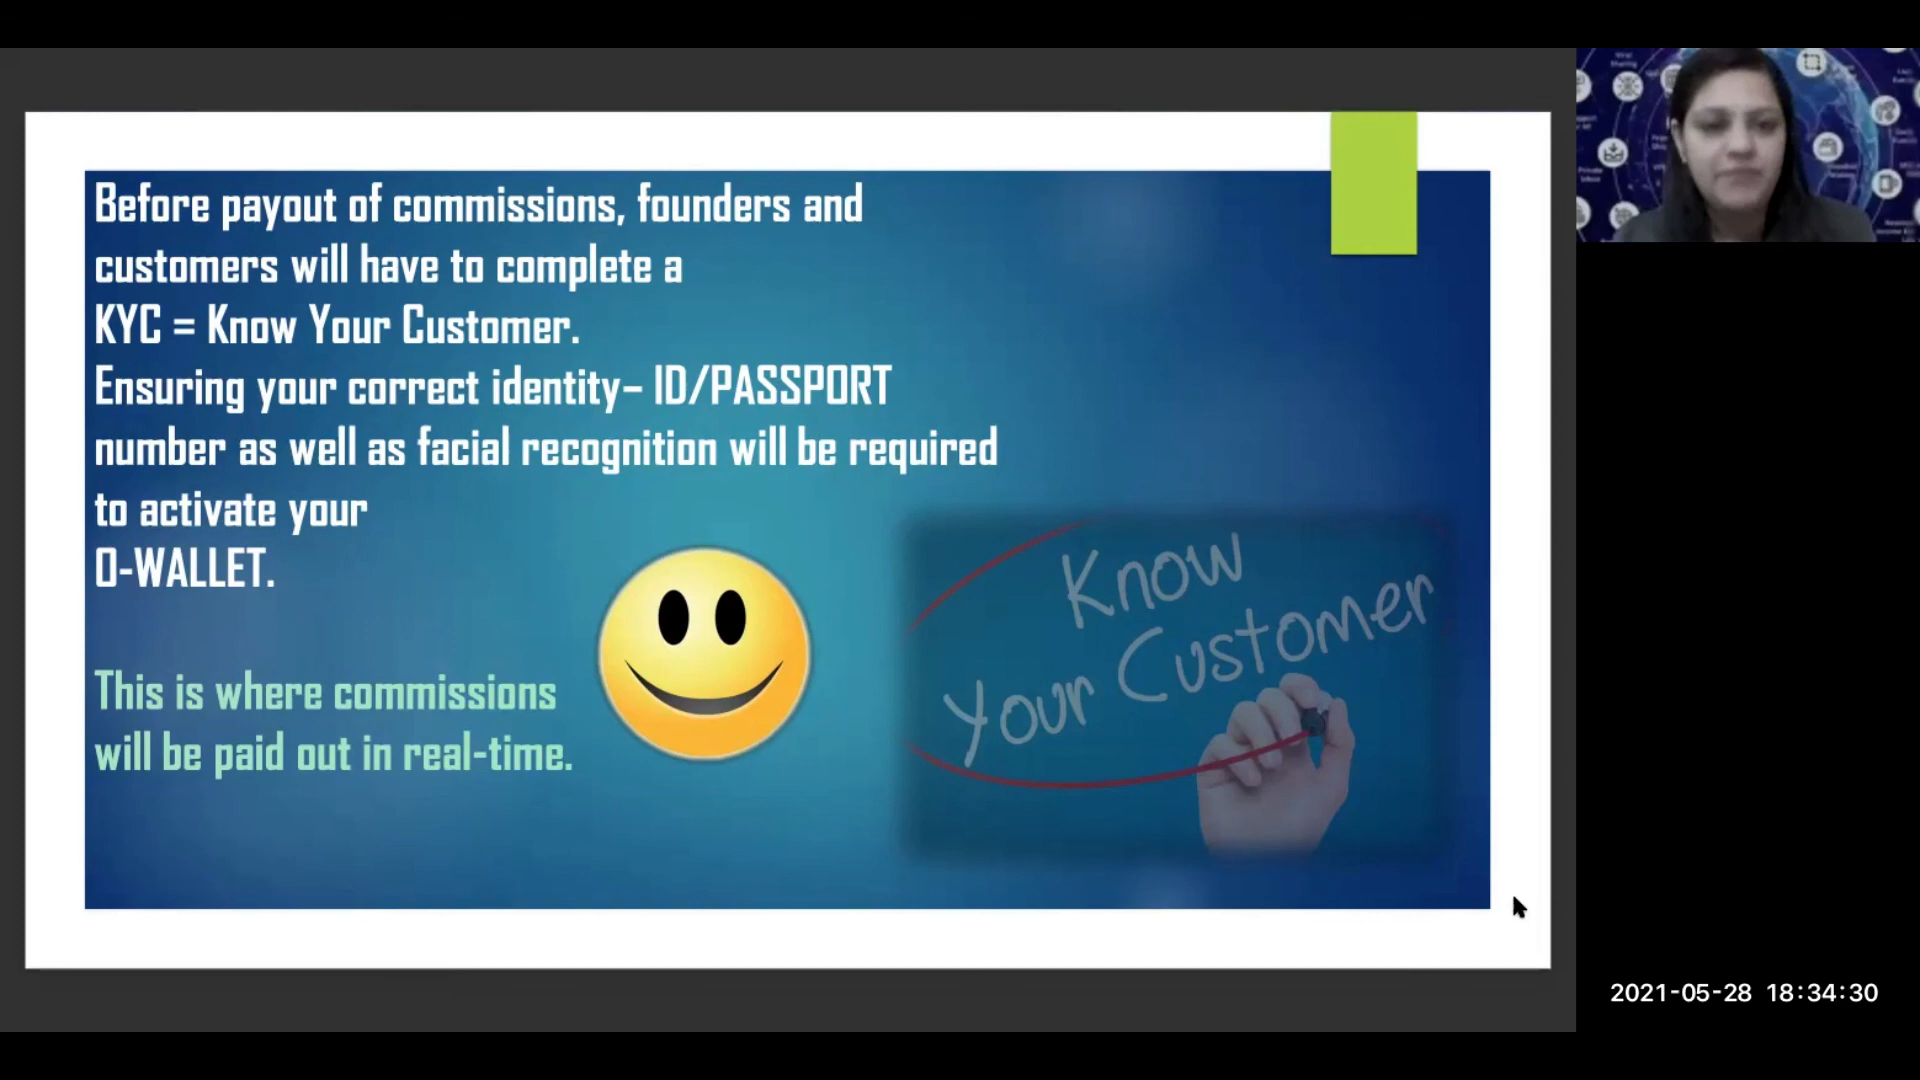 Before payout of commissions, founders and
customers will have to complete a
KYC = Know Your Customer.
Ensuring your correct identity– ID/PASSPORT
number as well as facial recognition will be required
to activate your
O-WALLET.
This is where commissions
will be paid out in real-time.
Know
Your Customer
2021-05-28 18:34:30